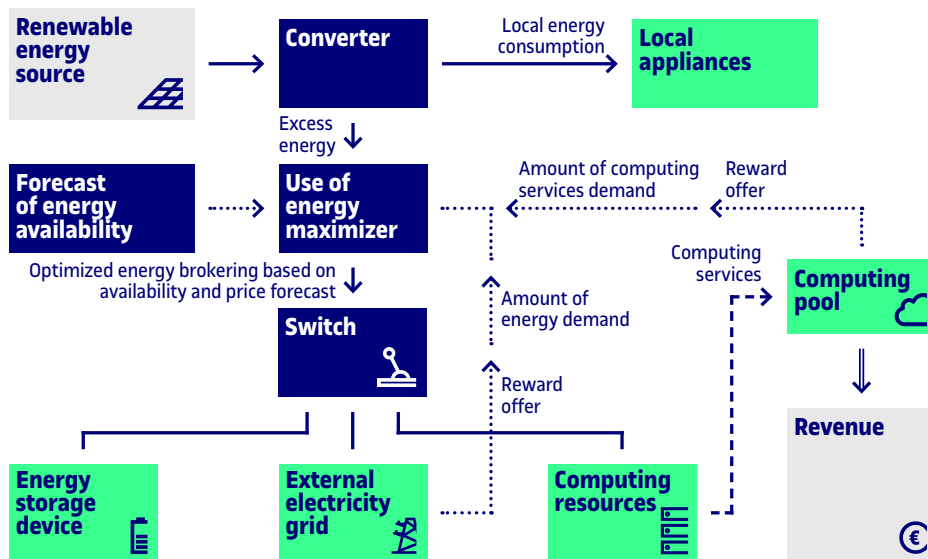 Renewable
energy
source
Converter
Local energy
consumption
Local
appliances
Excess
energy
Forecast
of energy
availability
Use of
energy
maximizer
Amount of computing
services demand
Reward
offer
Optimized energy brokering based on
availability and price forecast
Computing
services
Computing
pool
Amount of
energy demand
Switch
Reward
offer
Revenue
Energy
storage
device
External
electricity
grid
Computing
resources
€